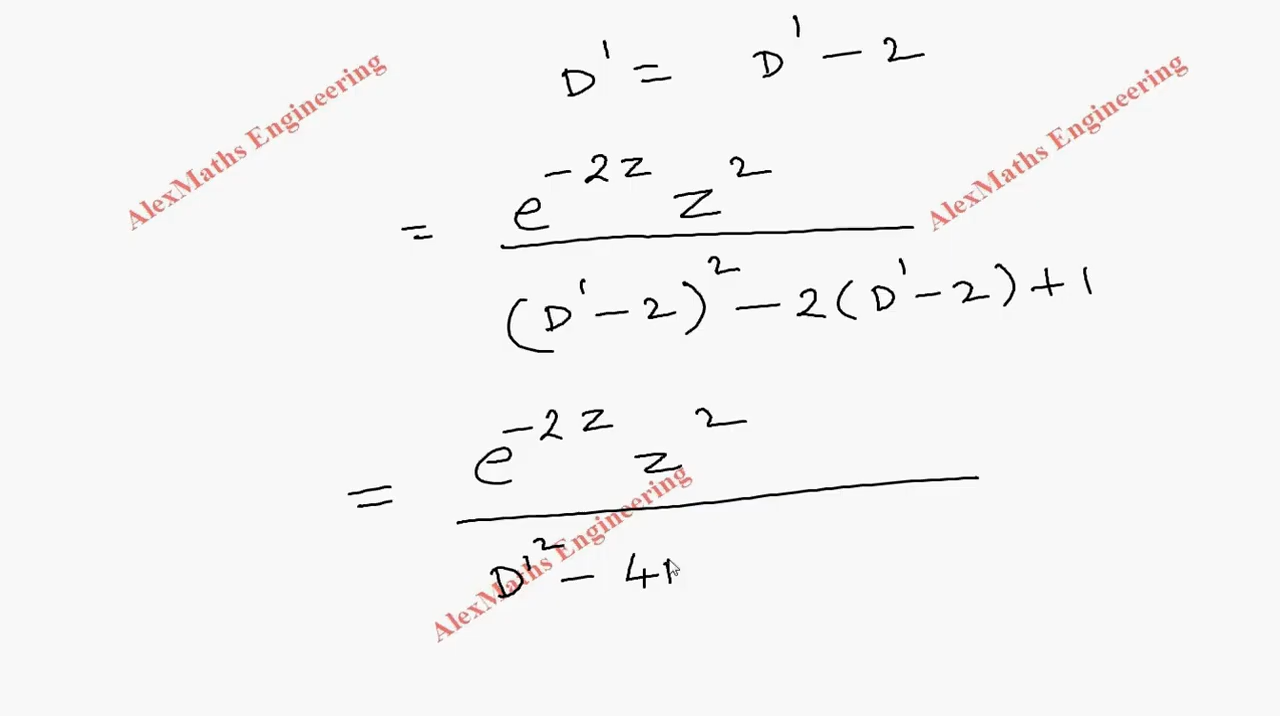 D' = D' - 2
AlexMaths Engineering
AlexMaths Engineering
= e^{-2z} z^2 / ((D' - 2)^2 - 2(D' - 2) + 1)
= e^{-2z} z^2 / (D'^2 - 4
AlexMaths Engineering